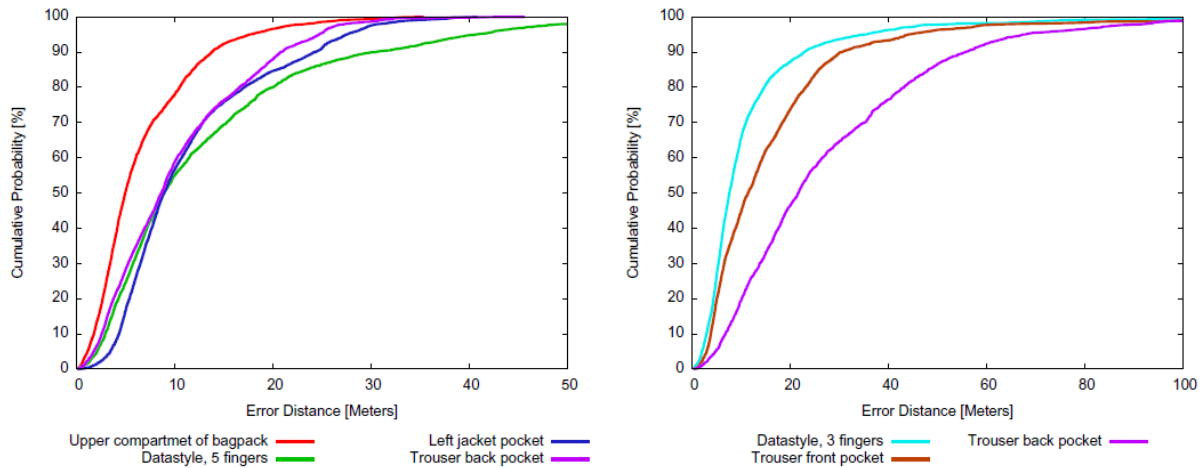 100
90
80
70
60
50
40
30
20
10
0
Cumulative Probability [%]
0 10 20 30 40 50
Error Distance [Meters]
Upper compartmet of bagpack
Datastyle, 5 fingers
Left jacket pocket
Trouser back pocket
100
90
80
70
60
50
40
30
20
10
0
Cumulative Probability [%]
0 20 40 60 80 100
Error Distance [Meters]
Datastyle, 3 fingers
Trouser front pocket
Trouser back pocket